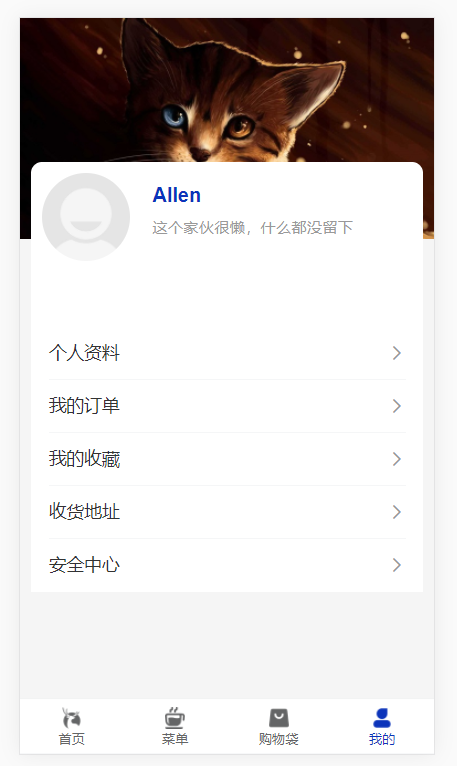 Allen
这个家伙很懒，什么都没留下
个人资料
我的订单
我的收藏
收货地址
安全中心
首页
菜单
购物袋
我的